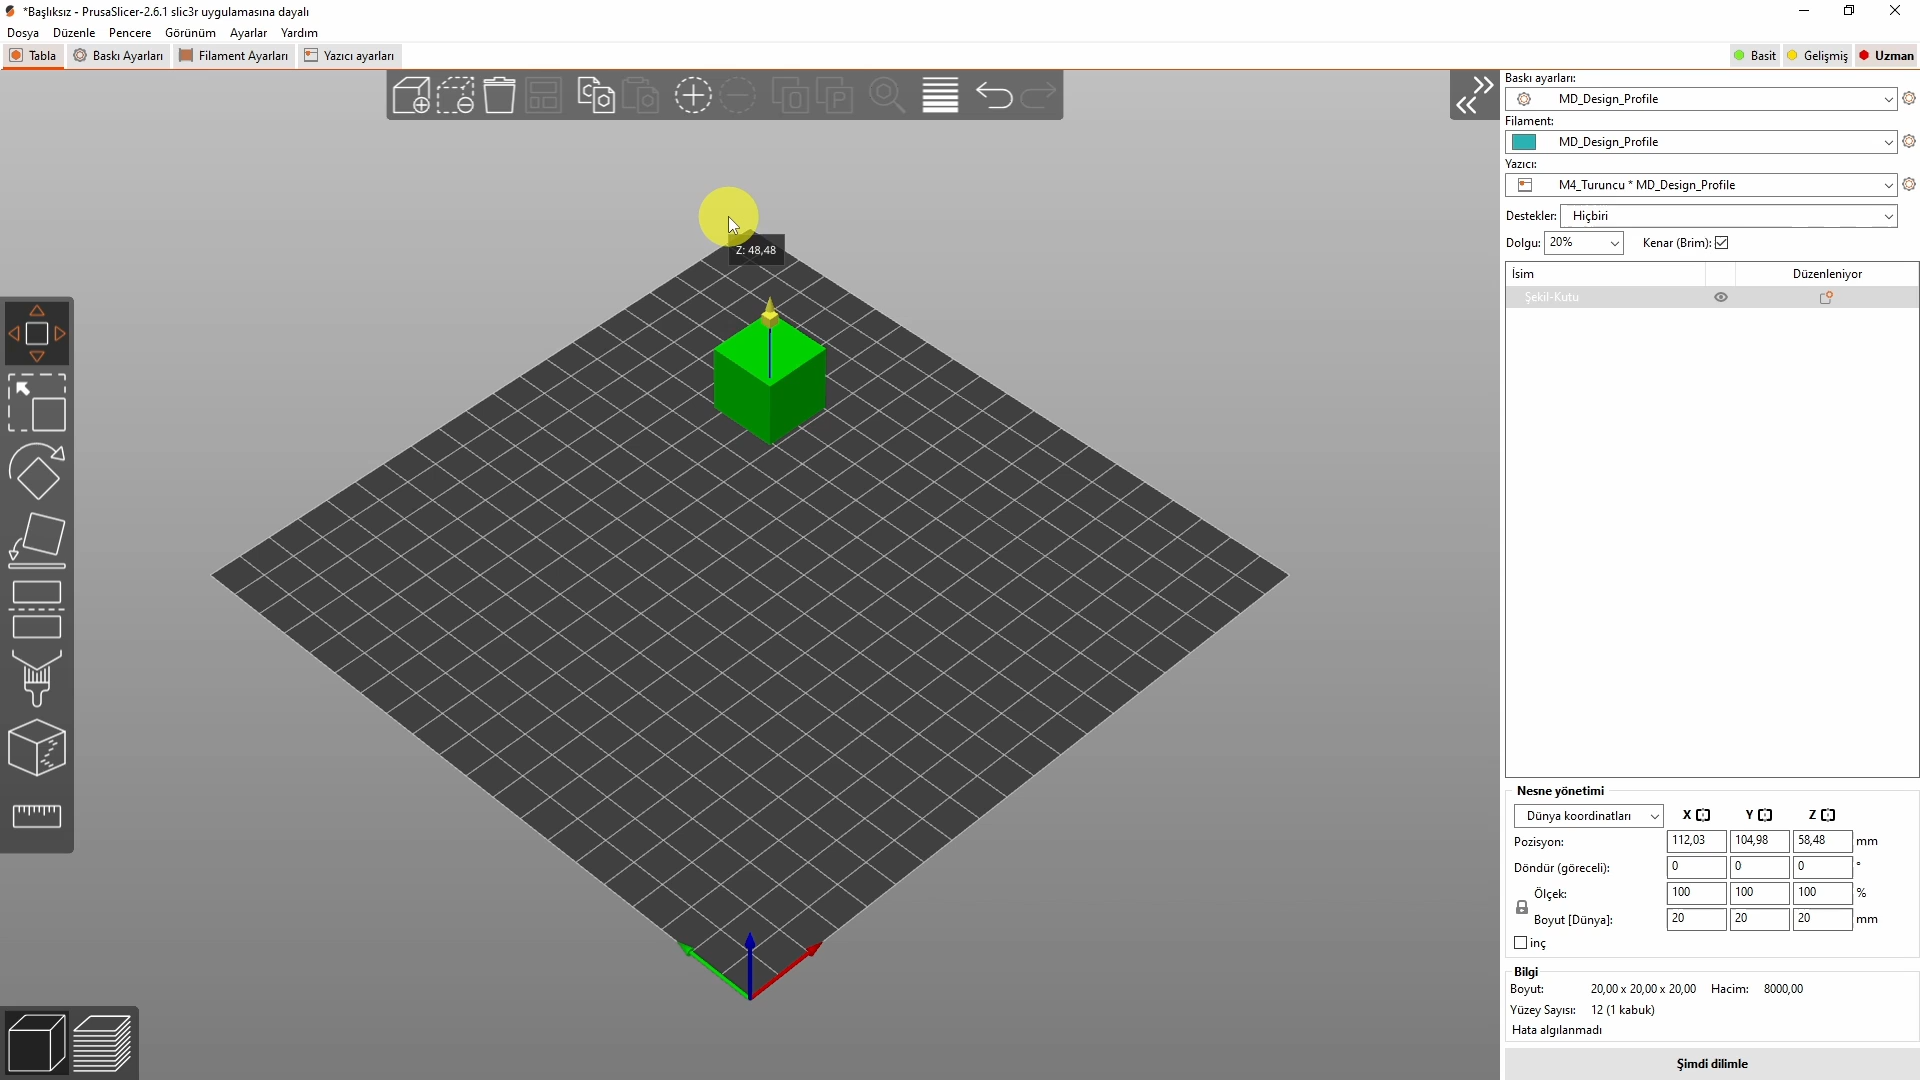 *Başlıksız - PrusaSlicer-2.6.1 slic3r uygulamasına dayalı
Dosya Düzenle Pencere Görünüm Ayarlar Yardım
Tabla Baskı Ayarları Filament Ayarları Yazıcı ayarları Basit Gelişmiş Uzman
Baskı ayarları:
MD_Design_Profile
Filament:
MD_Design_Profile
Yazıcı:
M4_Turuncu * MD_Design_Profile
Destekler: Hiçbiri
Dolgu: 20% Kenar (Brim):
Z: 48,48
İsim Düzenleniyor
Şekil-Kutu
Nesne yönetimi
Dünya koordinatları X Y Z
Pozisyon: 112,03 104,98 58,48 mm
Döndür (göreceli): 0 0 0 °
Ölçek: 100 100 100 %
Boyut [Dünya]: 20 20 20 mm
inç
Bilgi
Boyut: 20,00 x 20,00 x 20,00 Hacim: 8000,00
Yüzey Sayısı: 12 (1 kabuk)
Hata algılanmadı
Şimdi dilimle